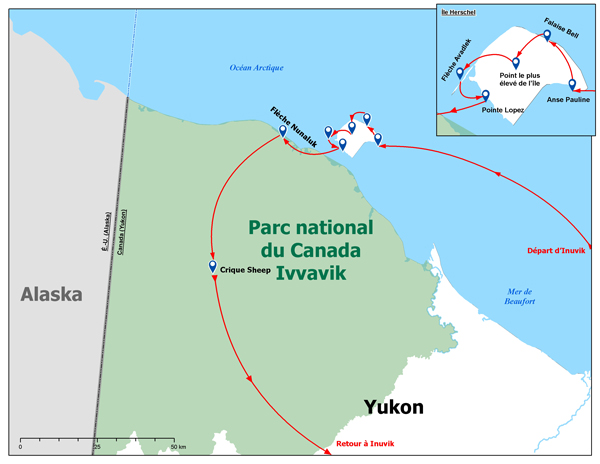 Île Herschel
Falaise Bell
Flèche Avadlek
Point le plus
élevé de l'île
Anse Pauline
Pointe Lopez
Océan Arctique
Flèche Nunaluk
É.-U. (Alaska)
Canada (Yukon)
Parc national
du Canada
Ivvavik
Départ d'Inuvik
Crique Sheep
Alaska
Mer de
Beaufort
Yukon
Retour à Inuvik
0 25 50 km